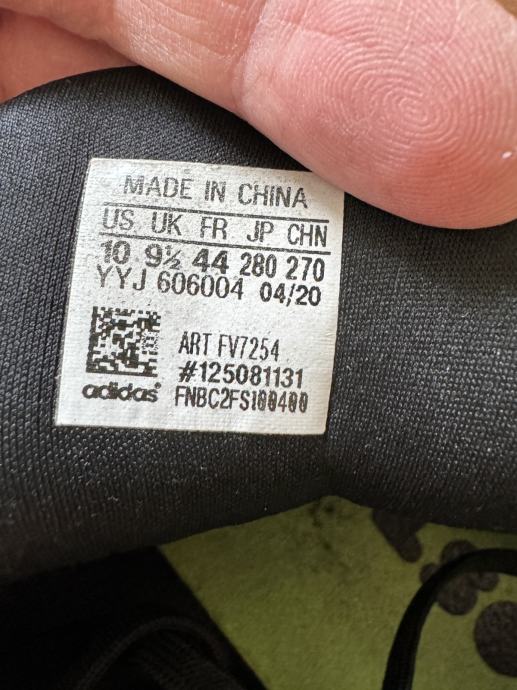 MADE IN CHINA
US UK FR JP CHN
10 9½ 44 280 270
YYJ 606004 04/20
ART FV7254
#125081131
adidas FNBC2FS100400